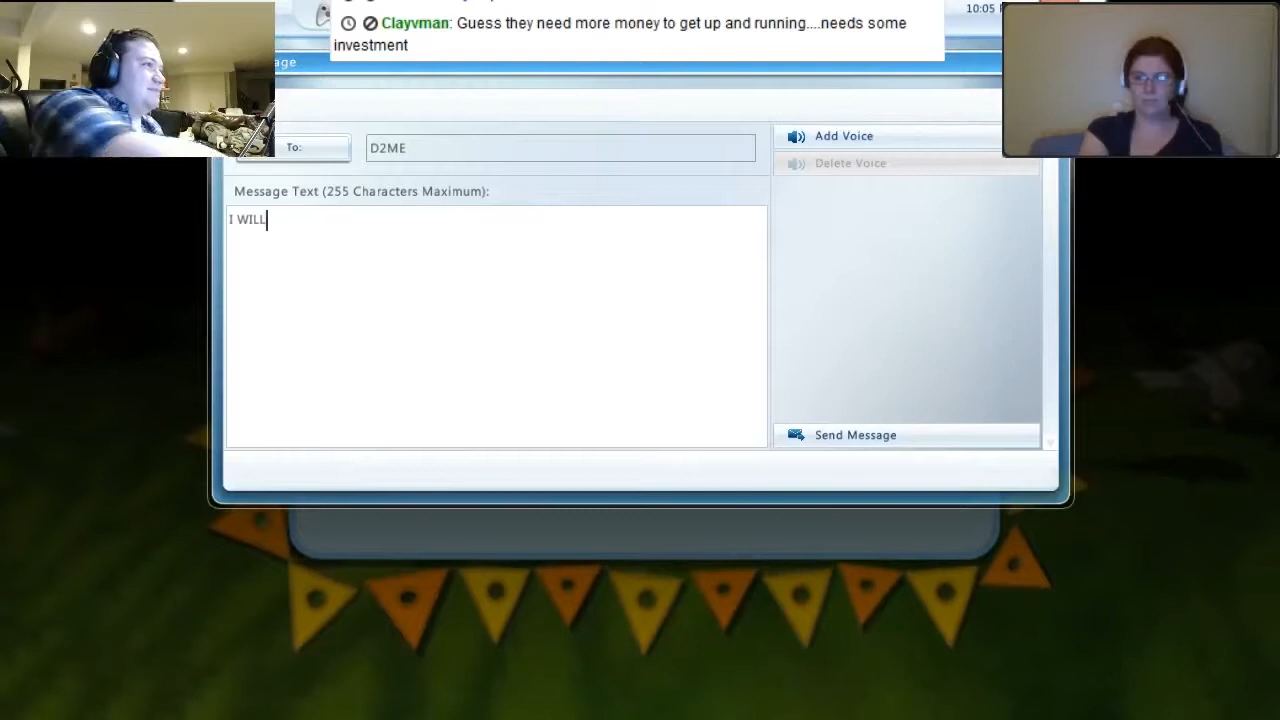 10:05
Clayvman: Guess they need more money to get up and running....needs some
investment
age
To:
D2ME
Add Voice
Delete Voice
Message Text (255 Characters Maximum):
I WILL
Send Message